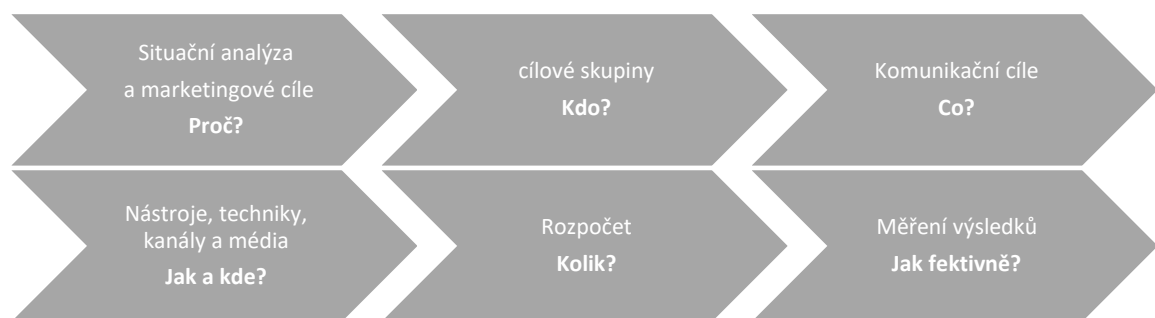 Situační analýza
a marketingové cíle
Proč?
cílové skupiny
Kdo?
Komunikační cíle
Co?
Nástroje, techniky,
kanály a média
Jak a kde?
Rozpočet
Kolik?
Měření výsledků
Jak fektivně?